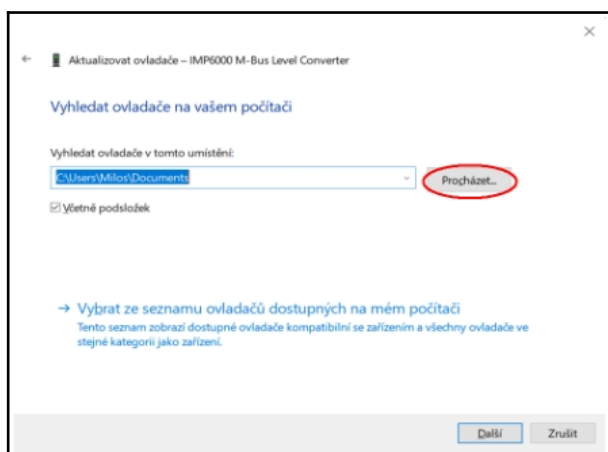 Aktualizovat ovladače – IMP6000 M-Bus Level Converter
Vyhledat ovladače na vašem počítači
Vyhledat ovladače v tomto umístění:
C:\Users\Milos\Documents
Procházet...
Včetně podsložek
Vybrat ze seznamu ovladačů dostupných na mém počítači
Tento seznam zobrazí dostupné ovladače kompatibilní se zařízením a všechny ovladače ve
stejné kategorii jako zařízení.
Další
Zrušit